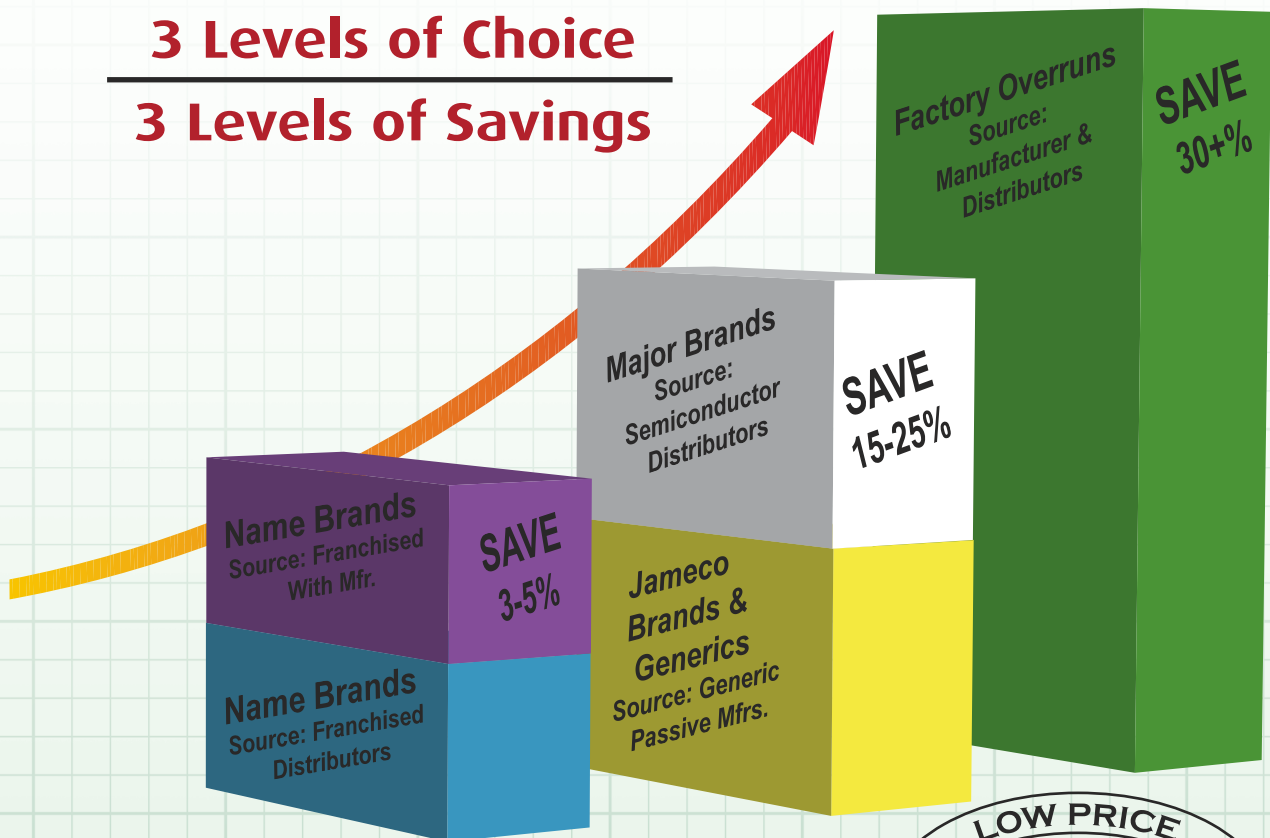 3 Levels of Choice
3 Levels of Savings
Name Brands
Source: Franchised
With Mfr.
SAVE
3-5%
Name Brands
Source: Franchised
Distributors
Major Brands
Source:
Semiconductor
Distributors
SAVE
15-25%
Jameco
Brands &
Generics
Source: Generic
Passive Mfrs.
Factory Overruns
Source:
Manufacturer &
Distributors
SAVE
30+%
LOW PRICE